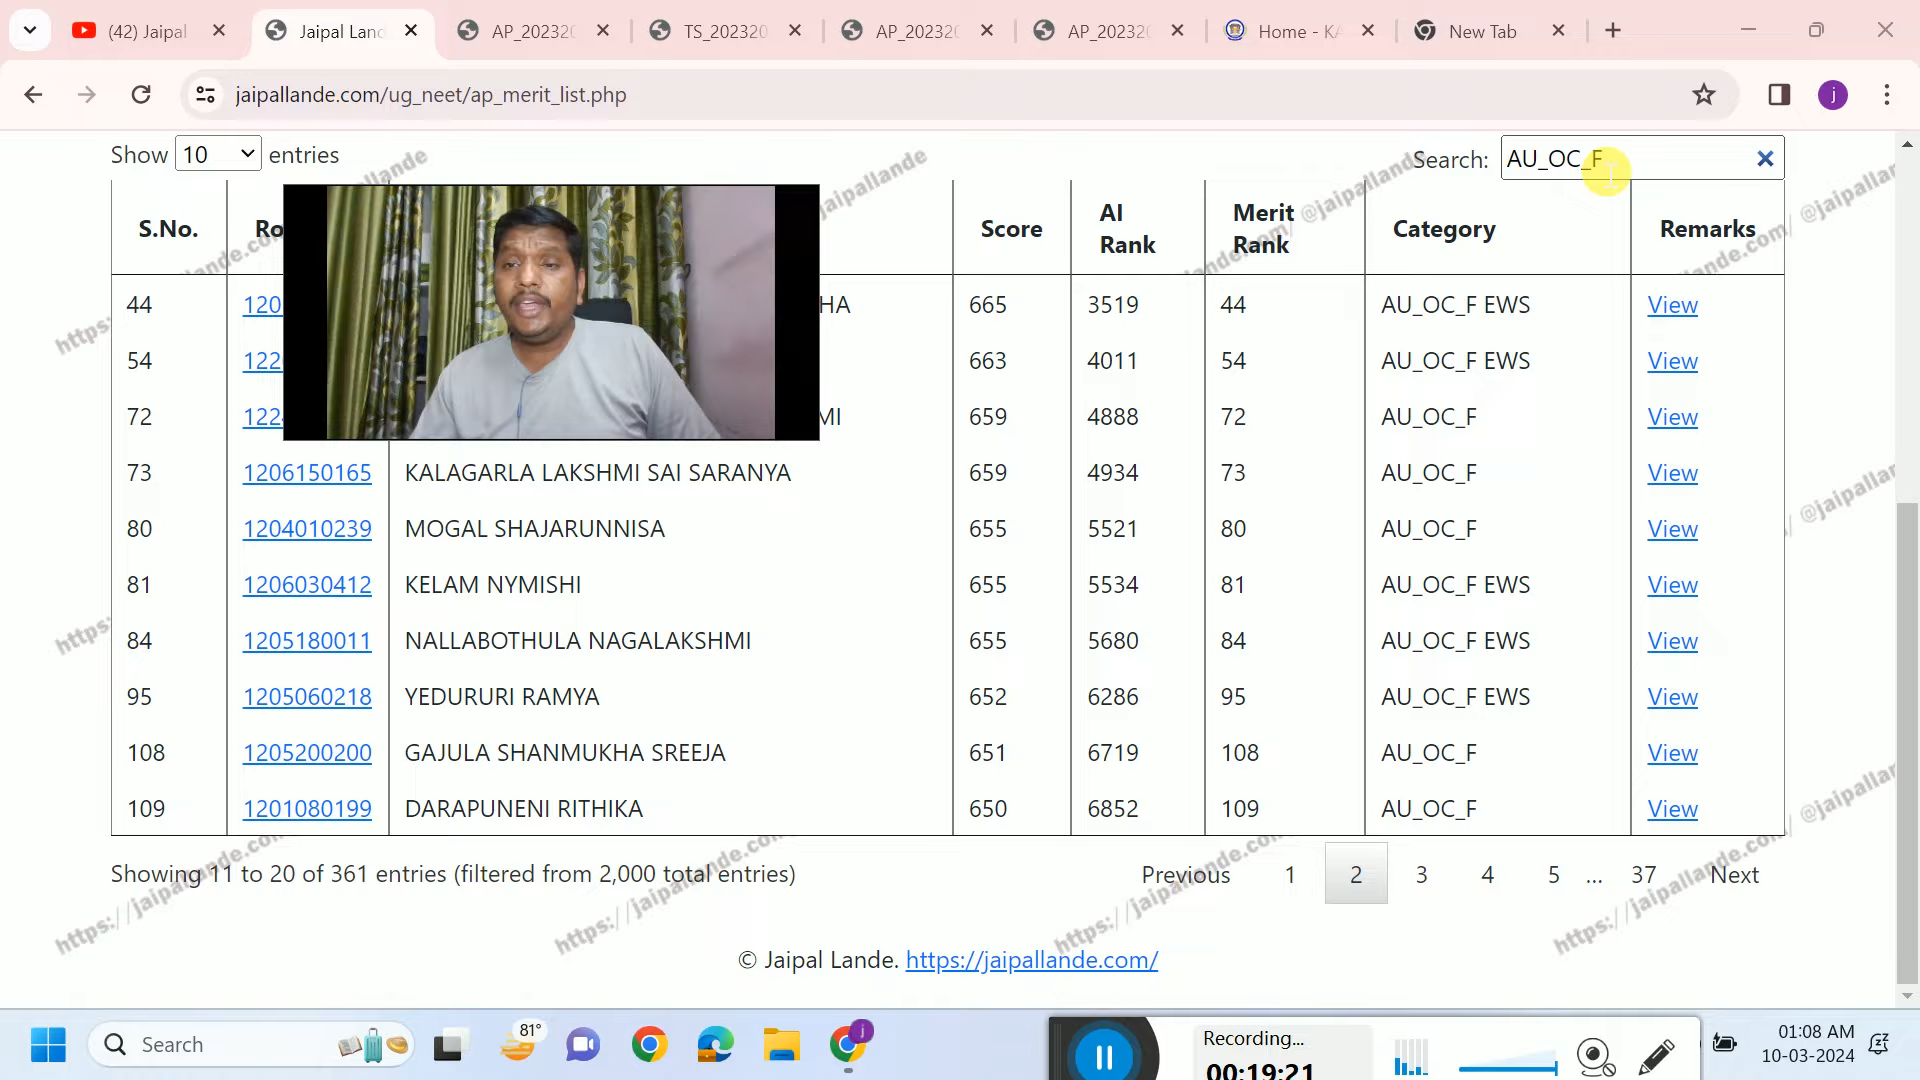 (42) Jaipal
Jaipal Land
AP_202320
TS_202320
AP_202320
AP_202320
Home - KA
New Tab
jaipallande.com/ug_neet/ap_merit_list.php
j
Show 10 entries
Search: AU_OC_F
S.No. Ro Score AI Rank Merit Rank Category Remarks
44 120 HA 665 3519 44 AU_OC_F EWS View
54 122 663 4011 54 AU_OC_F EWS View
72 122 MI 659 4888 72 AU_OC_F View
73 1206150165 KALAGARLA LAKSHMI SAI SARANYA 659 4934 73 AU_OC_F View
80 1204010239 MOGAL SHAJARUNNISA 655 5521 80 AU_OC_F View
81 1206030412 KELAM NYMISHI 655 5534 81 AU_OC_F EWS View
84 1205180011 NALLABOTHULA NAGALAKSHMI 655 5680 84 AU_OC_F EWS View
95 1205060218 YEDURURI RAMYA 652 6286 95 AU_OC_F EWS View
108 1205200200 GAJULA SHANMUKHA SREEJA 651 6719 108 AU_OC_F View
109 1201080199 DARAPUNENI RITHIKA 650 6852 109 AU_OC_F View
Showing 11 to 20 of 361 entries (filtered from 2,000 total entries)
Previous 1 2 3 4 5 ... 37 Next
© Jaipal Lande. https://jaipallande.com/
Search
81°
j
Recording...
00:19:21
01:08 AM
10-03-2024